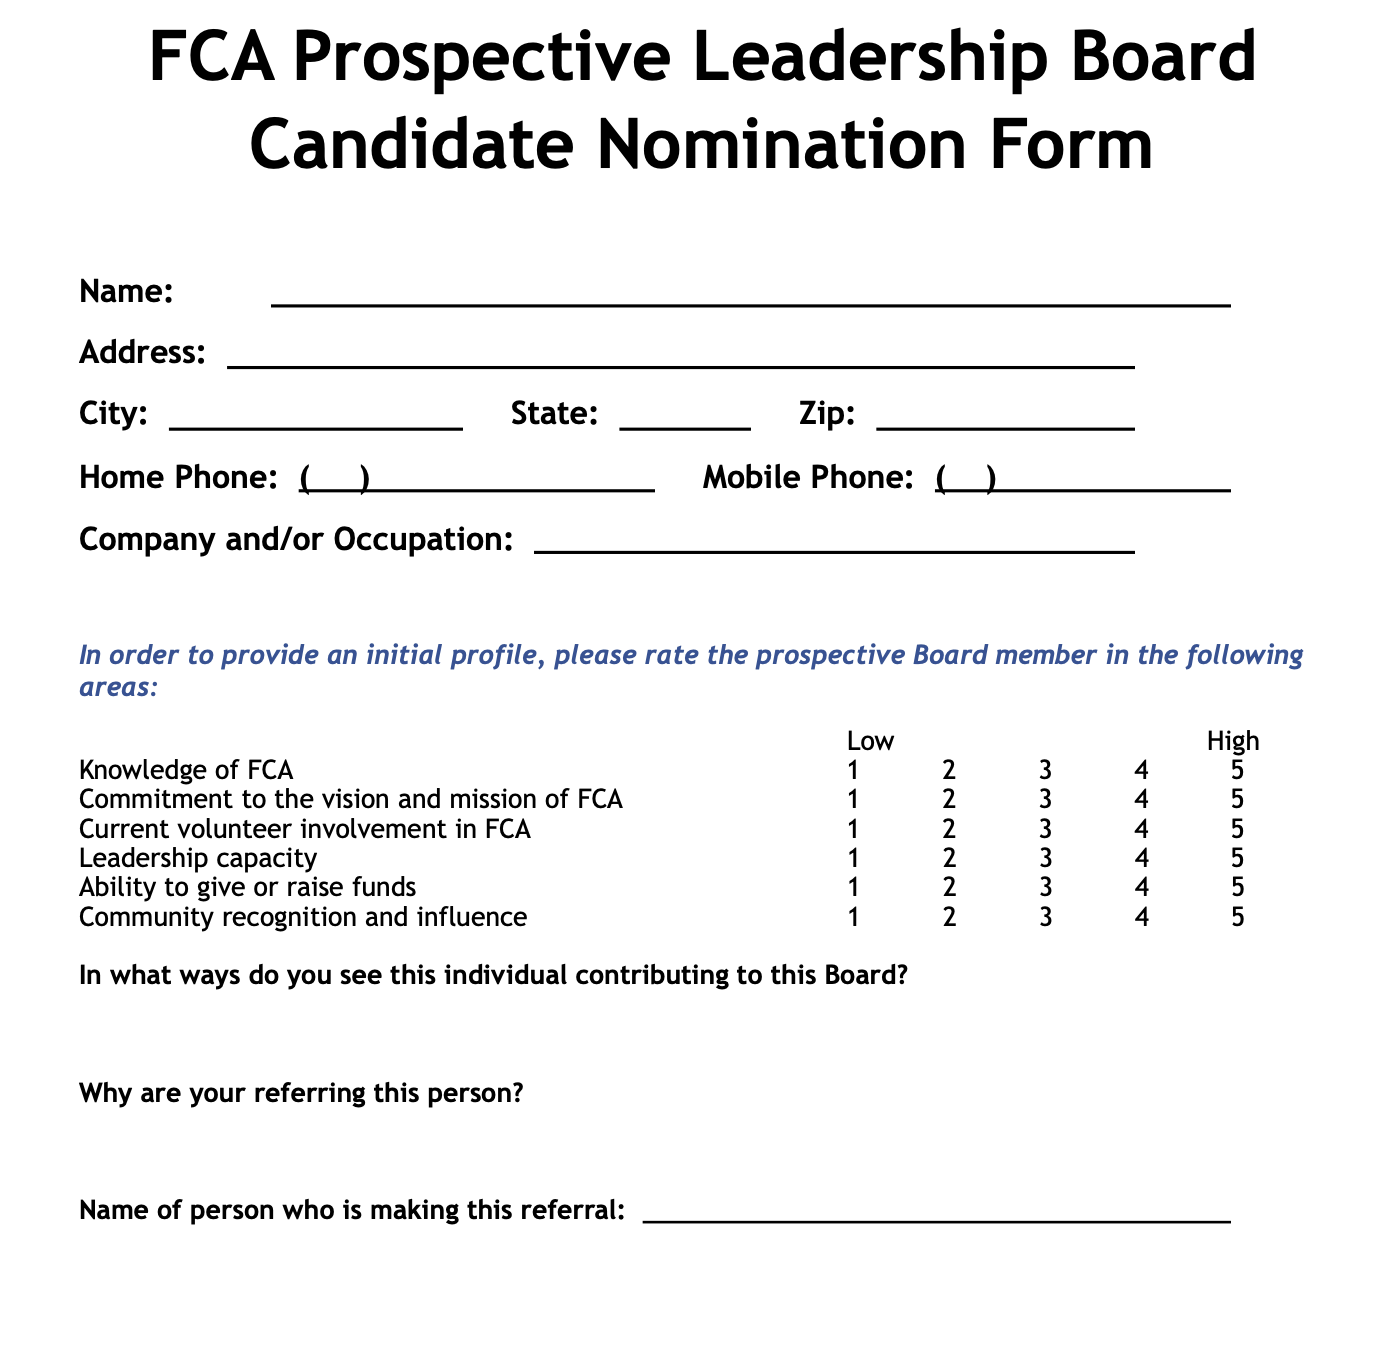 FCA Prospective Leadership Board
Candidate Nomination Form
Name:
Address:
City: State: Zip:
Home Phone: ( ) Mobile Phone: ( )
Company and/or Occupation:
In order to provide an initial profile, please rate the prospective Board member in the following
areas:
Low High
Knowledge of FCA 1 2 3 4 5
Commitment to the vision and mission of FCA 1 2 3 4 5
Current volunteer involvement in FCA 1 2 3 4 5
Leadership capacity 1 2 3 4 5
Ability to give or raise funds 1 2 3 4 5
Community recognition and influence 1 2 3 4 5
In what ways do you see this individual contributing to this Board?
Why are your referring this person?
Name of person who is making this referral: